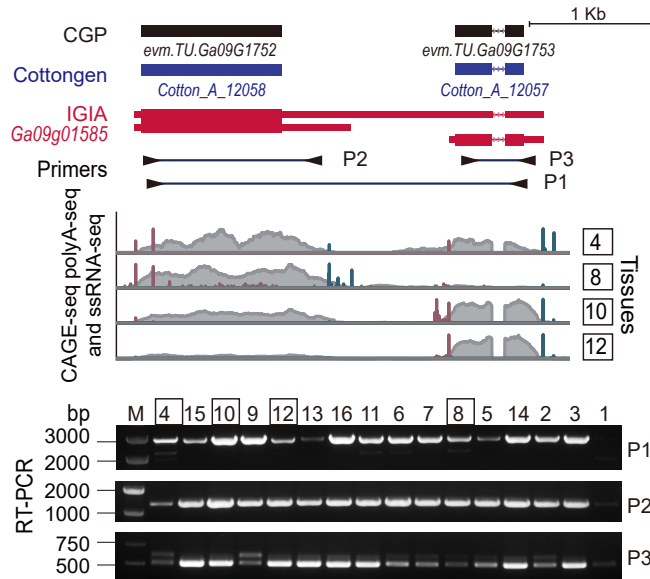 1 Kb
CGP
evm.TU.Ga09G1752 evm.TU.Ga09G1753
Cottongen
Cotton_A_12058 Cotton_A_12057
IGIA
Ga09g01585
Primers P2 P3
P1
CAGE-seq polyA-seq
and ssRNA-seq
4
8
10
12
Tissues
bp M 4 15 10 9 12 13 16 11 6 7 8 5 14 2 3 1
RT-PCR
3000
2000
P1
2000
1000
P2
750
500
P3